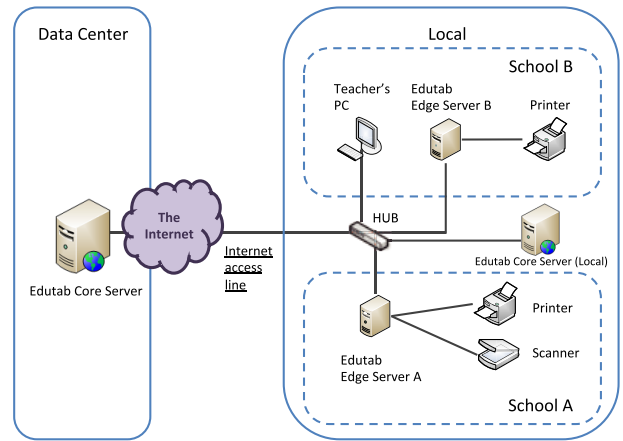 Data Center
Local
School B
Teacher's
PC
Edutab
Edge Server B
Printer
The
Internet
HUB
Internet
access
line
Edutab Core Server
Edutab Core Server (Local)
Printer
Scanner
Edutab
Edge Server A
School A